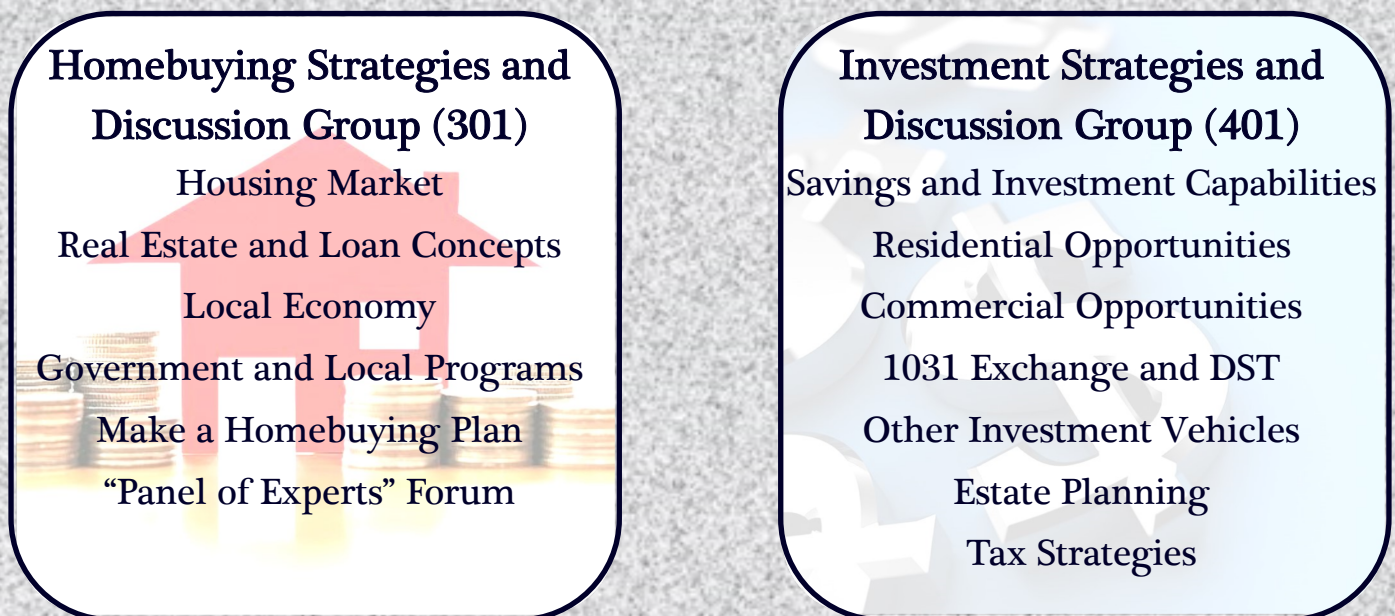 Homebuying Strategies and
Discussion Group (301)
Housing Market
Real Estate and Loan Concepts
Local Economy
Government and Local Programs
Make a Homebuying Plan
“Panel of Experts” Forum
Investment Strategies and
Discussion Group (401)
Savings and Investment Capabilities
Residential Opportunities
Commercial Opportunities
1031 Exchange and DST
Other Investment Vehicles
Estate Planning
Tax Strategies